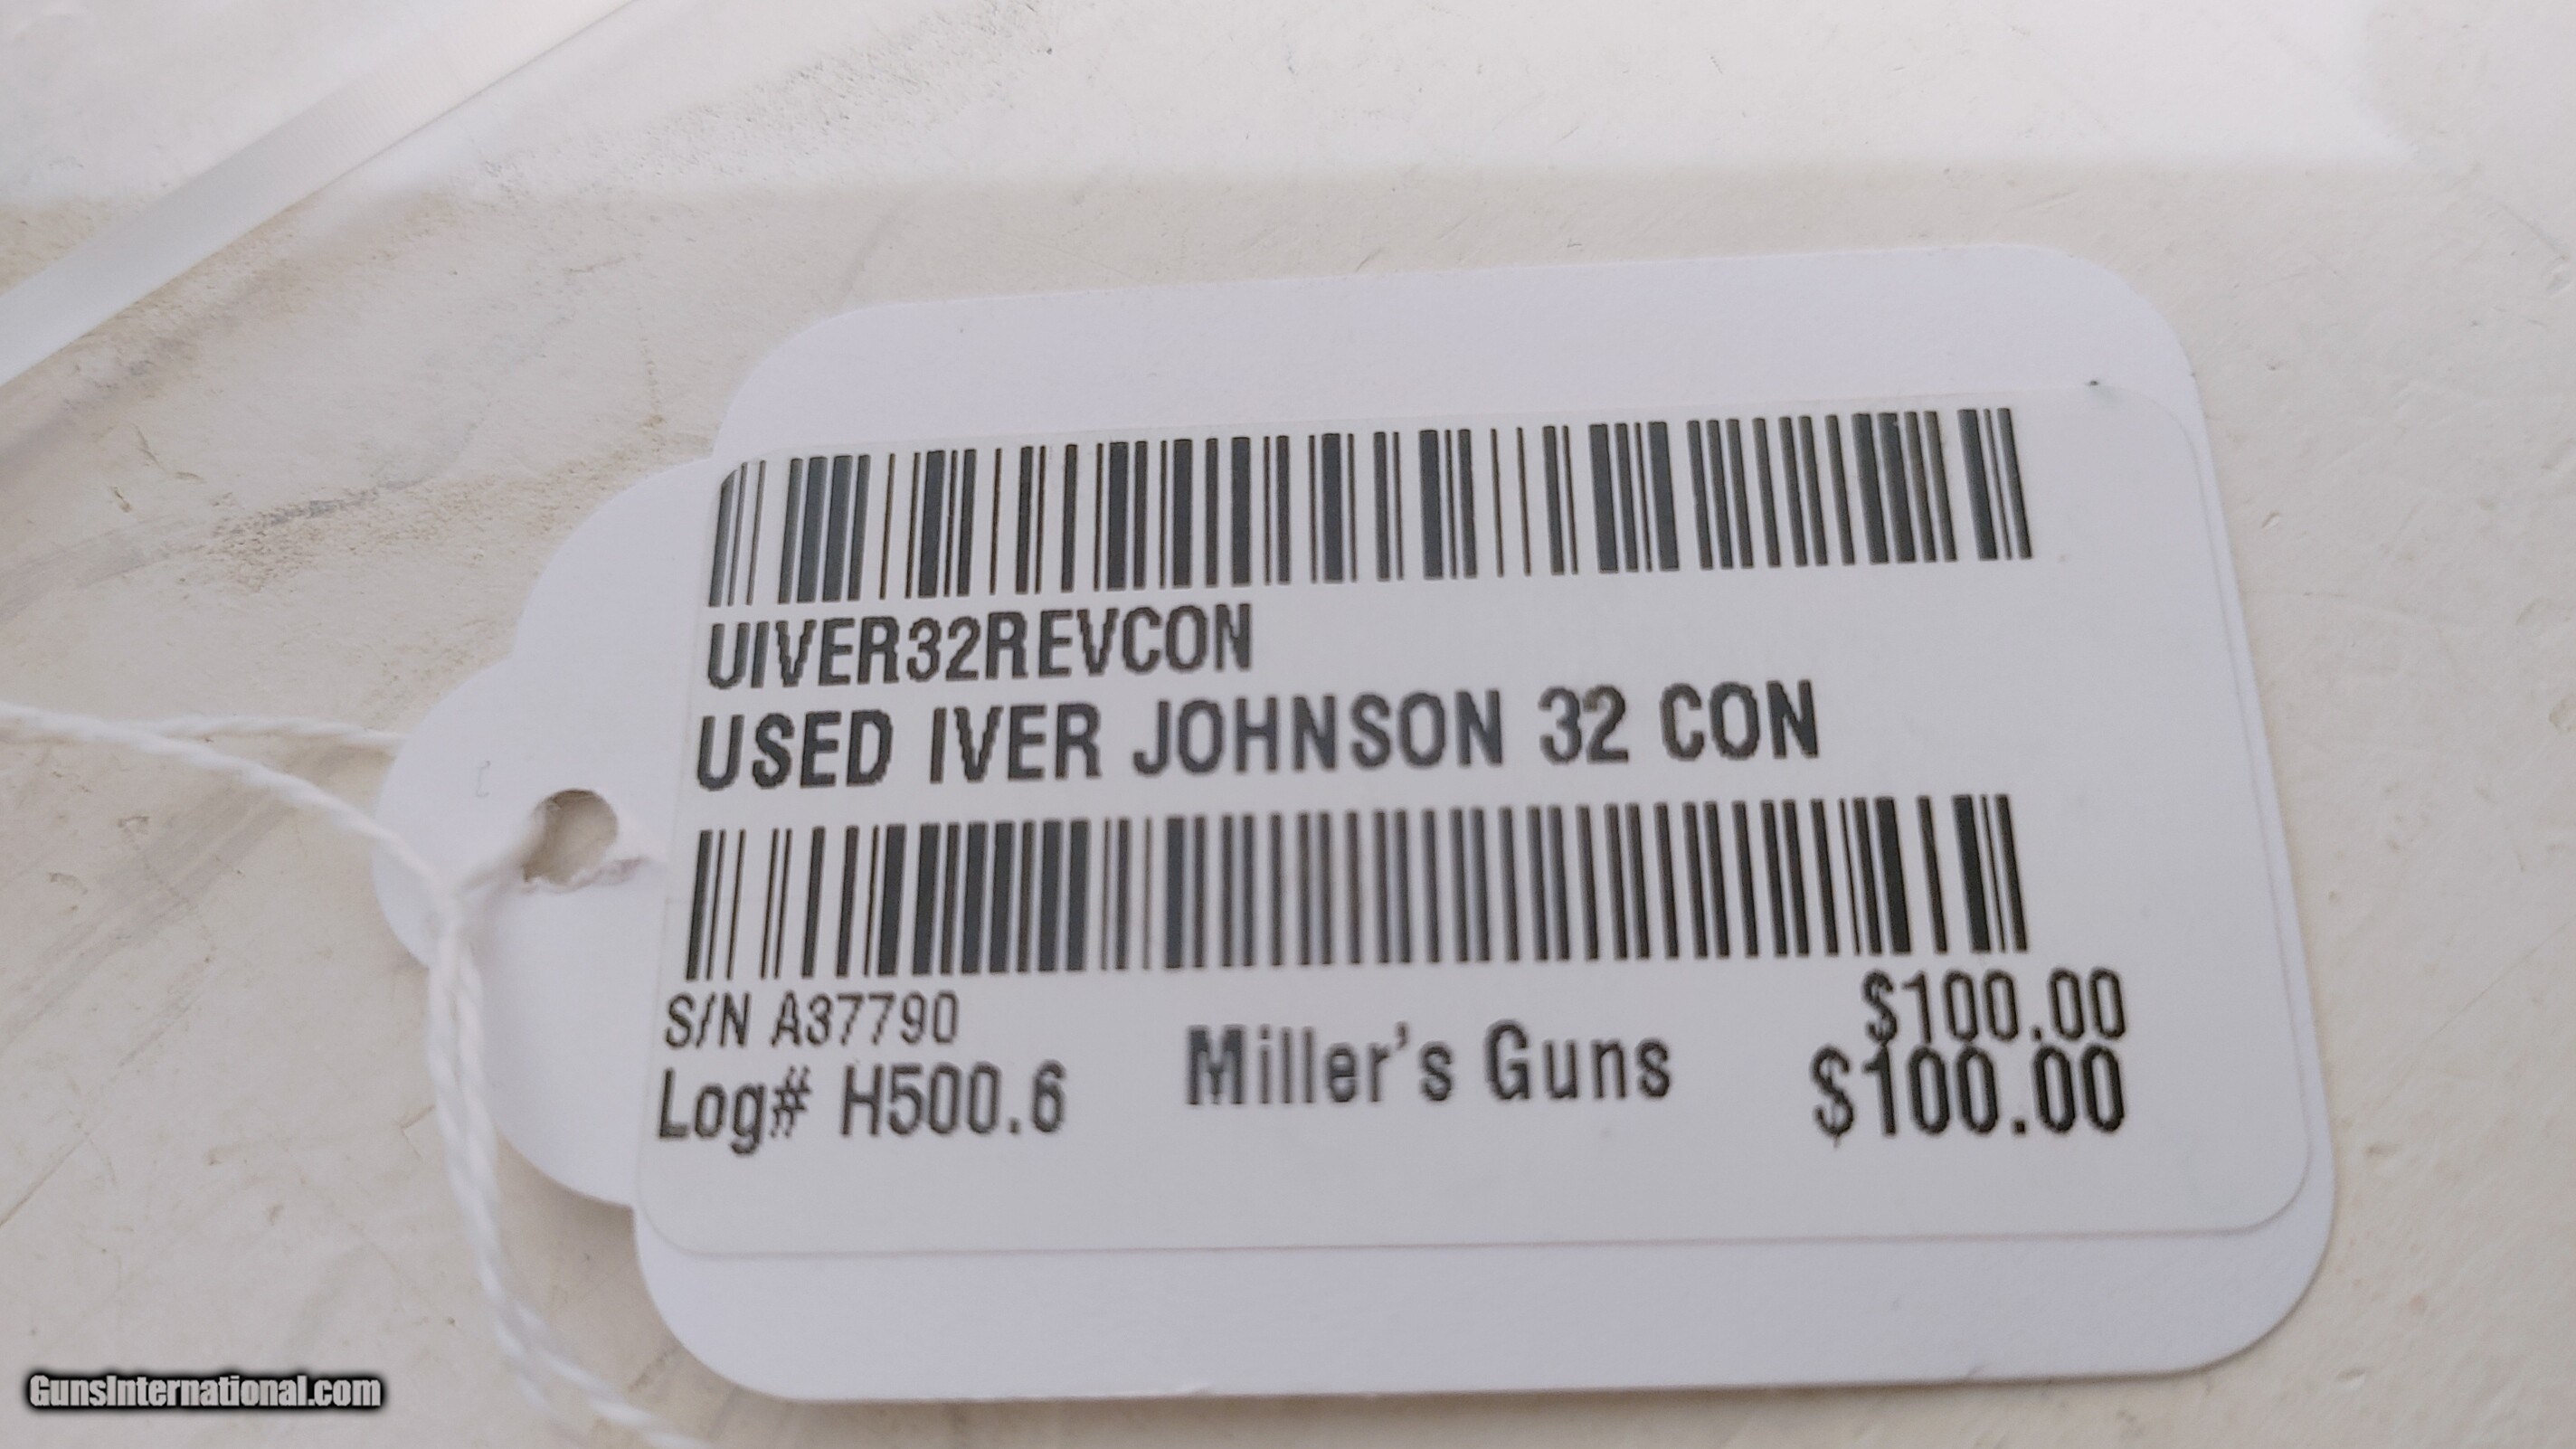 UIVER32REVCON
USED IVER JOHNSON 32 CON
S/N A37790
$100.00
Log# H500.6
Miller's Guns
$100.00
GunsInternational.com